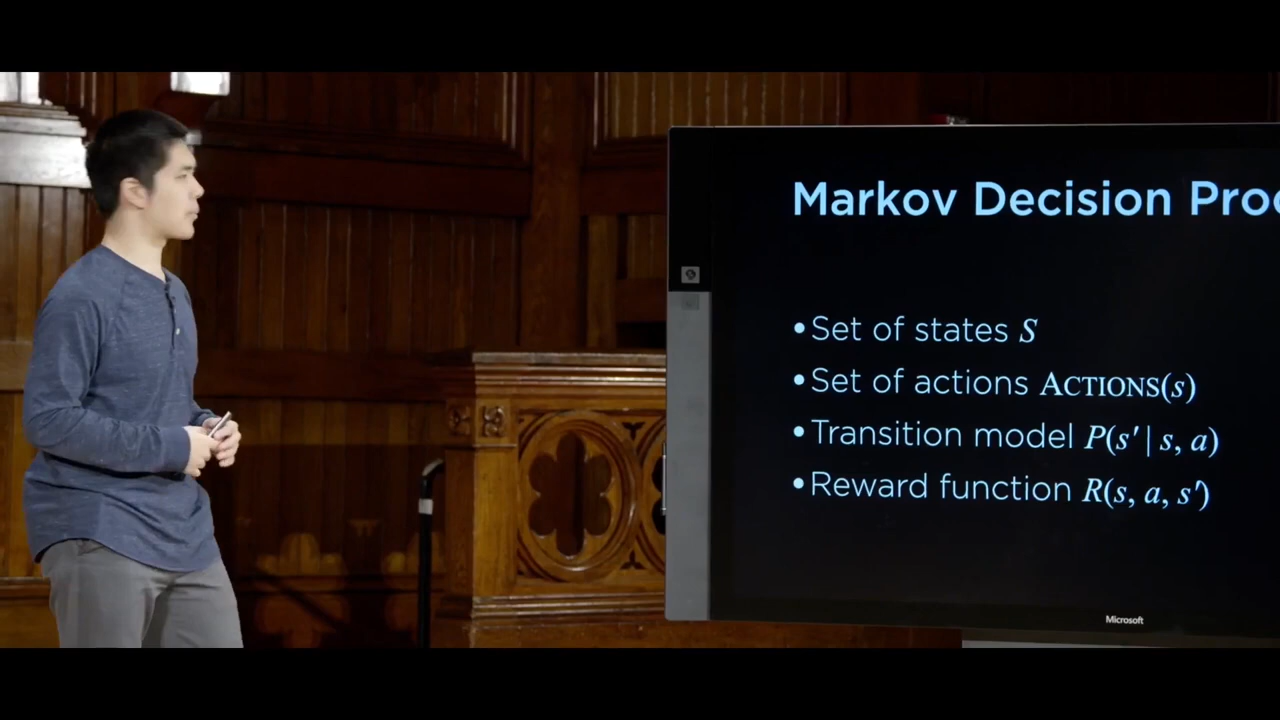 Markov Decision Proc
•Set of states S
•Set of actions ACTIONS(s)
•Transition model P(s′ | s, a)
•Reward function R(s, a, s′)
Microsoft